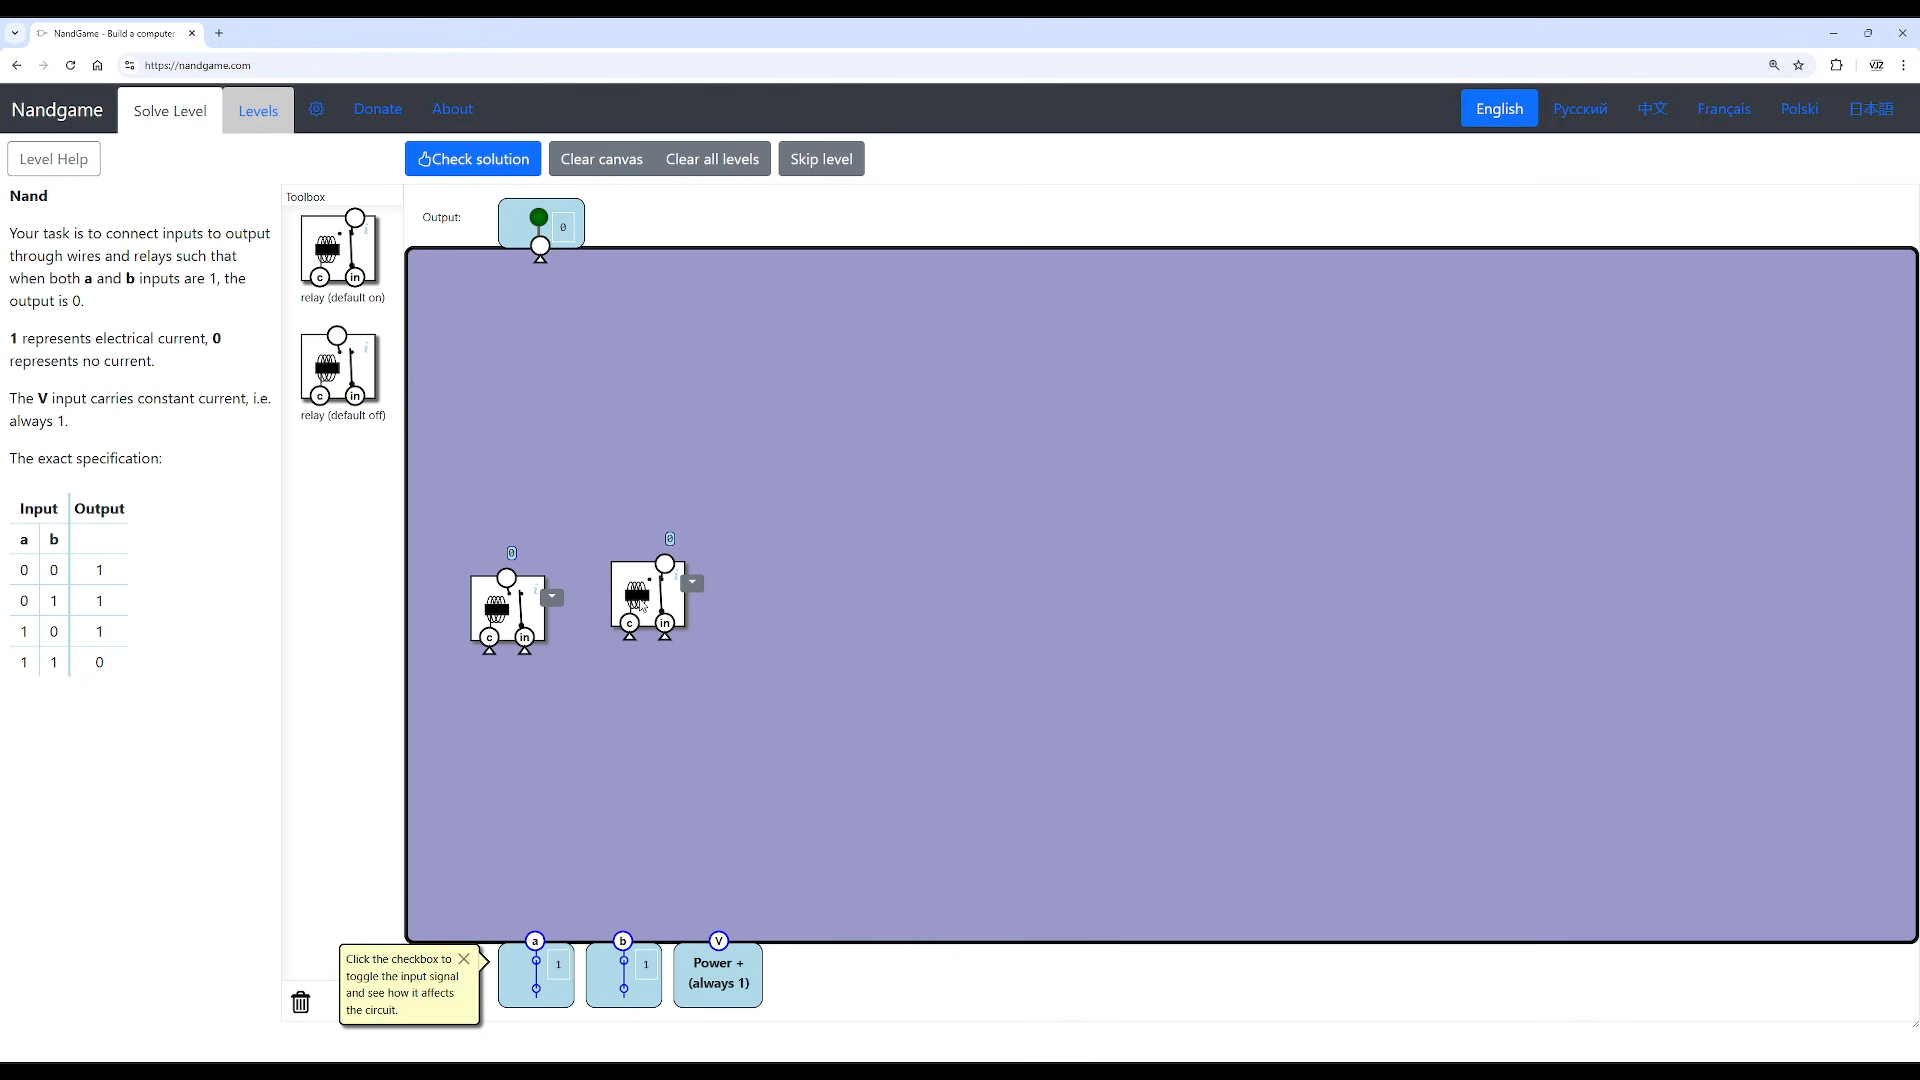 NandGame - Build a computer
https://nandgame.com
VJZ
Nandgame
Solve Level
Levels
Donate
About
English
Русский
中文
Français
Polski
日本語
Level Help
Check solution
Clear canvas
Clear all levels
Skip level
Nand
Your task is to connect inputs to output
through wires and relays such that
when both a and b inputs are 1, the
output is 0.
1 represents electrical current, 0
represents no current.
The V input carries constant current, i.e.
always 1.
The exact specification:
Input Output
a b
0 0 1
0 1 1
1 0 1
1 1 0
Toolbox
i
c in
relay (default on)
i
c in
relay (default off)
Output:
0
0
i
c in
0
i
c in
Click the checkbox to
toggle the input signal
and see how it affects
the circuit.
a
1
b
1
V
Power +
(always 1)